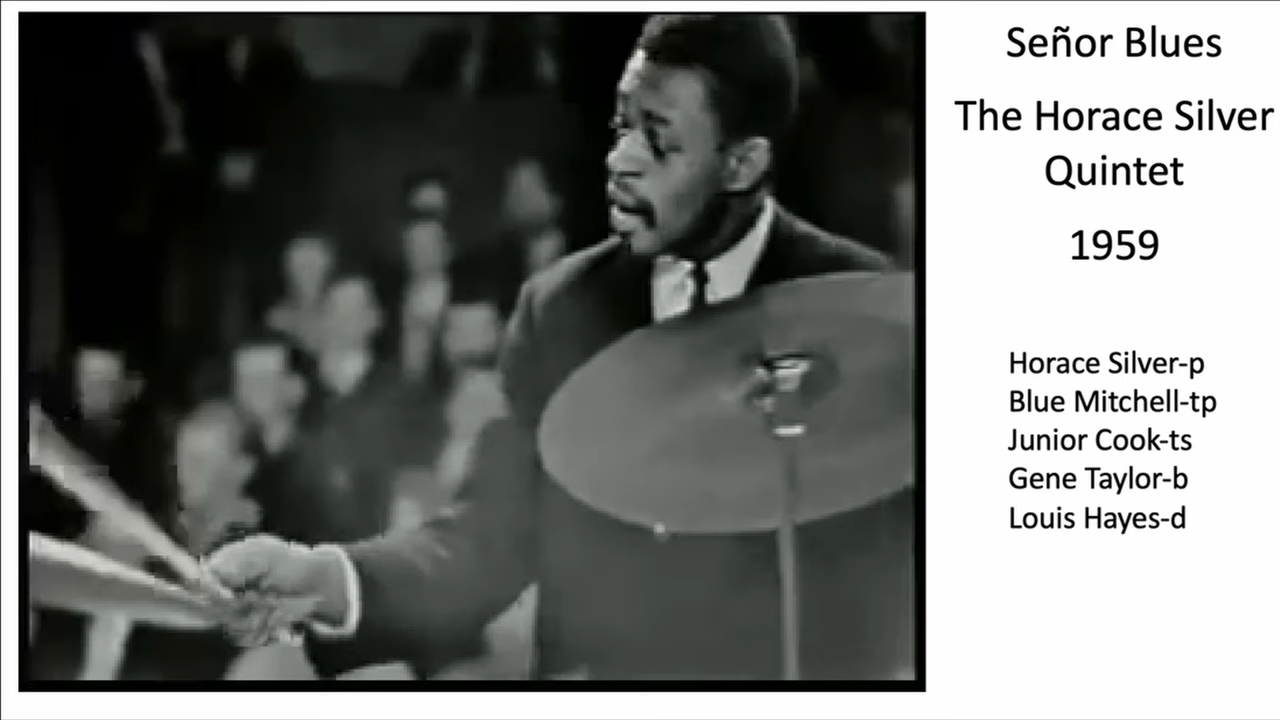 Señor Blues
The Horace Silver
Quintet
1959
Horace Silver-p
Blue Mitchell-tp
Junior Cook-ts
Gene Taylor-b
Louis Hayes-d